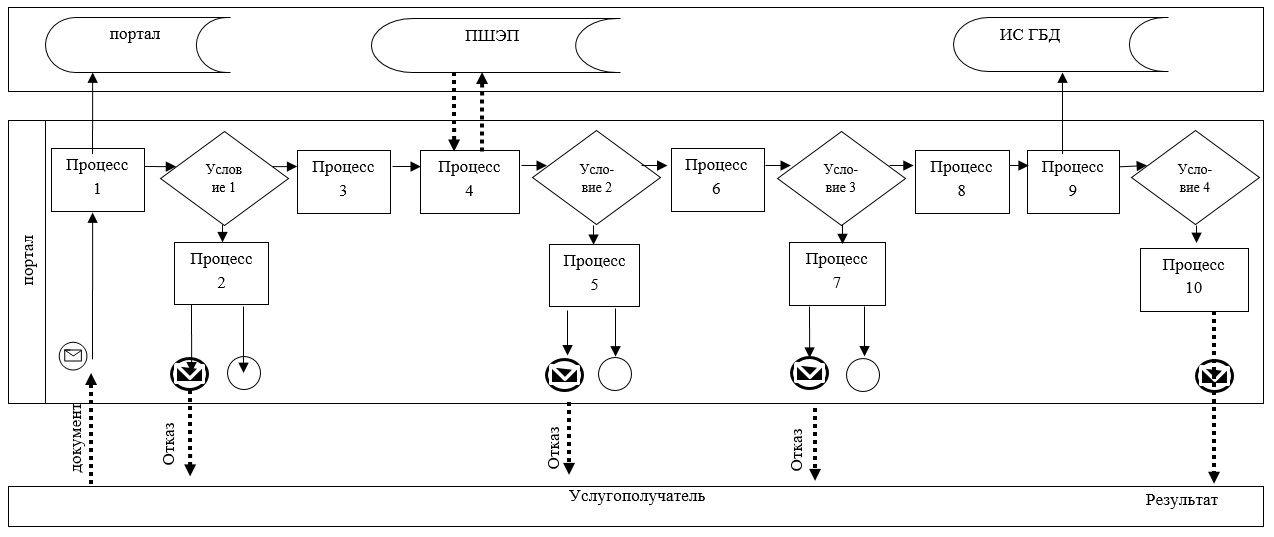 портал
ПШЭП
ИС ГБД
портал
Процесс
1
Услов
ие 1
Процесс
3
Процесс
4
Усло-
вие 2
Процесс
6
Усло-
вие 3
Процесс
8
Процесс
9
Усло-
вие 4
Процесс
2
Процесс
5
Процесс
7
Процесс
10
документ
Отказ
Отказ
Отказ
Услугополучатель
Результат